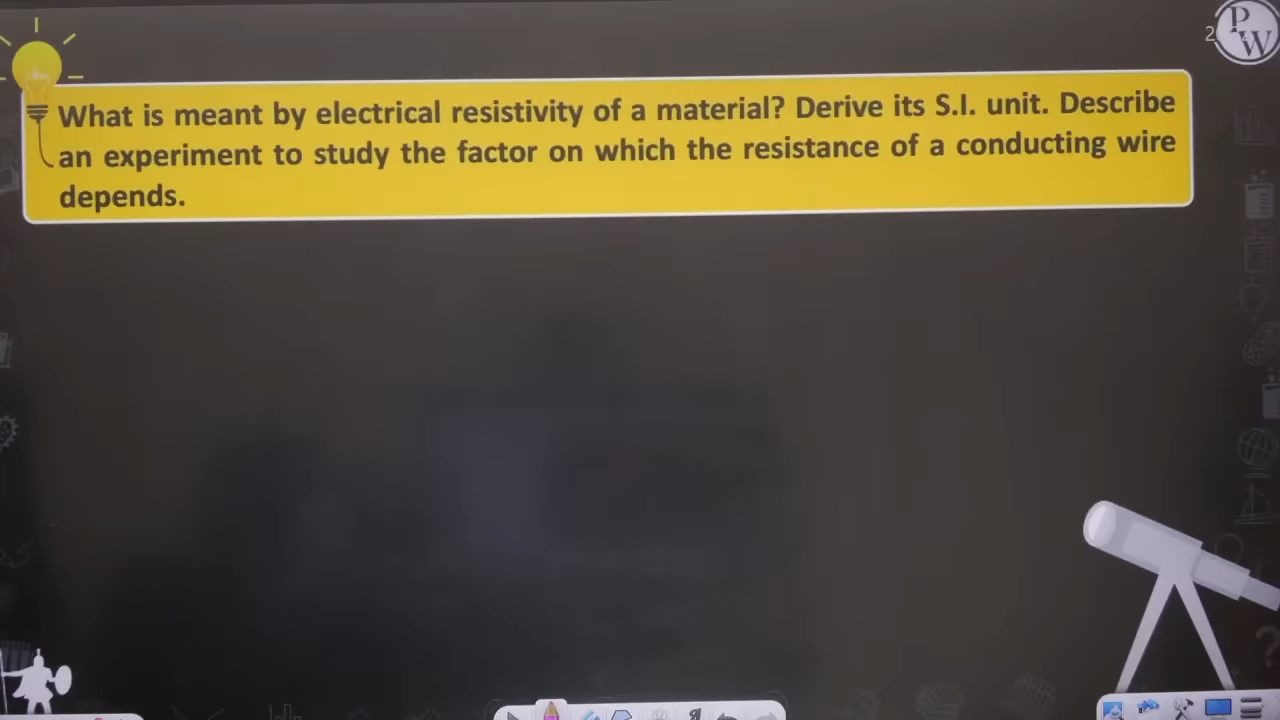 P
W
What is meant by electrical resistivity of a material? Derive its S.I. unit. Describe
an experiment to study the factor on which the resistance of a conducting wire
depends.